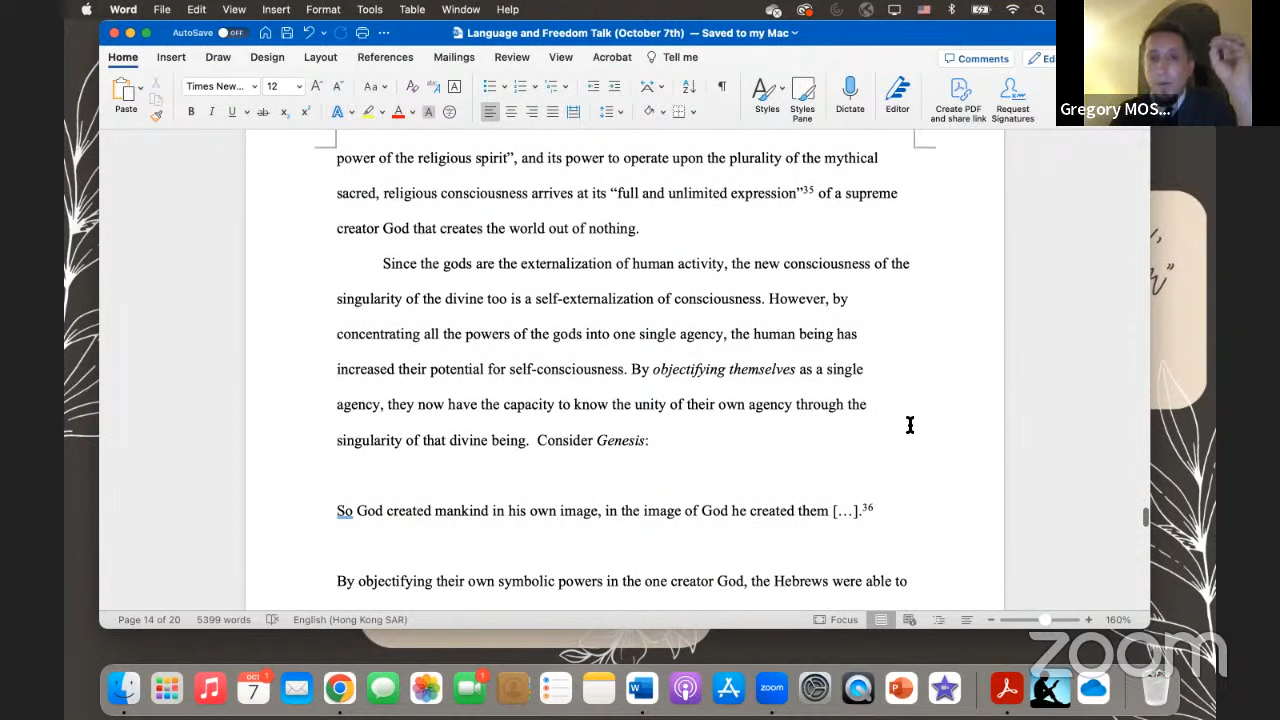 Word File Edit View Insert Format Tools Table Window Help
AutoSave OFF Language and Freedom Talk (October 7th) — Saved to my Mac
Home Insert Draw Design Layout References Mailings Review View Acrobat Tell me Comments
Paste Times New... 12 Aa Styles Styles Pane Dictate Editor Create PDF and share link Request Signatures
B I U ab x x A A A
Gregory MOS...
power of the religious spirit”, and its power to operate upon the plurality of the mythical
sacred, religious consciousness arrives at its “full and unlimited expression”35 of a supreme
creator God that creates the world out of nothing.
Since the gods are the externalization of human activity, the new consciousness of the
singularity of the divine too is a self-externalization of consciousness. However, by
concentrating all the powers of the gods into one single agency, the human being has
increased their potential for self-consciousness. By objectifying themselves as a single
agency, they now have the capacity to know the unity of their own agency through the
singularity of that divine being.  Consider Genesis:
So God created mankind in his own image, in the image of God he created them […].36
By objectifying their own symbolic powers in the one creator God, the Hebrews were able to
Page 14 of 20 5399 words English (Hong Kong SAR) Focus 160%
zoom
OCT 7
zoom